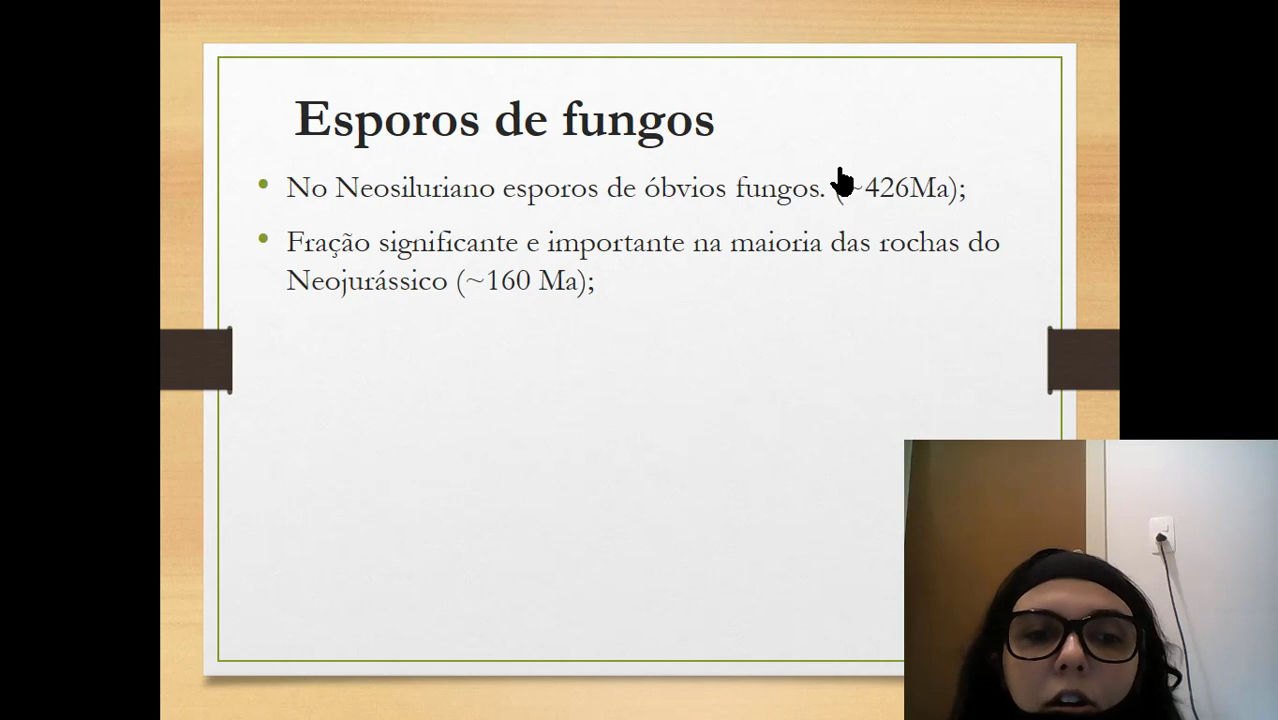 Esporos de fungos
• No Neosiluriano esporos de óbvios fungos. (~426Ma);
• Fração significante e importante na maioria das rochas do
Neojurássico (~160 Ma);